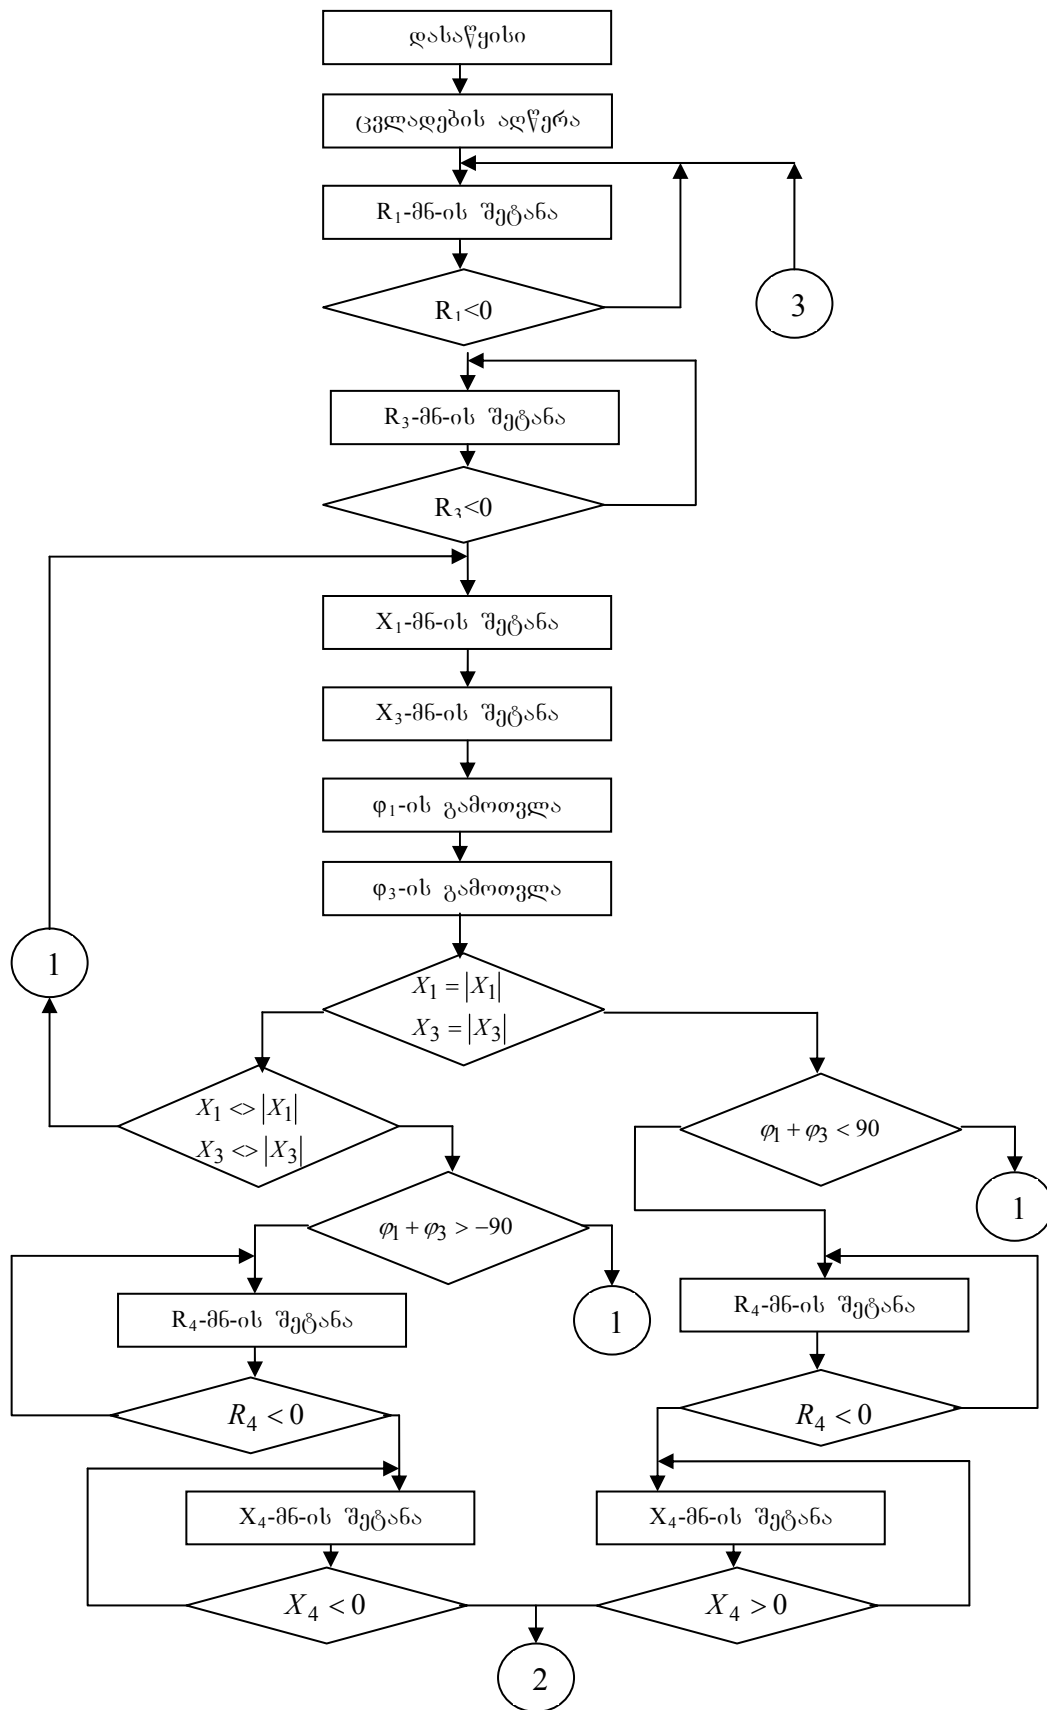 დასაწყისი
ცვლადების აღწერა
R₁-მნ-ის შეტანა
R₁<0
3
R₃-მნ-ის შეტანა
R₃<0
X₁-მნ-ის შეტანა
X₃-მნ-ის შეტანა
φ₁-ის გამოთვლა
φ₃-ის გამოთვლა
1
X₁ = |X₁|
X₃ = |X₃|
X₁ <> |X₁|
X₃ <> |X₃|
φ₁ + φ₃ < 90
1
φ₁ + φ₃ > −90
R₄-მნ-ის შეტანა
1
R₄-მნ-ის შეტანა
R₄ < 0
R₄ < 0
X₄-მნ-ის შეტანა
X₄-მნ-ის შეტანა
X₄ < 0
X₄ > 0
2